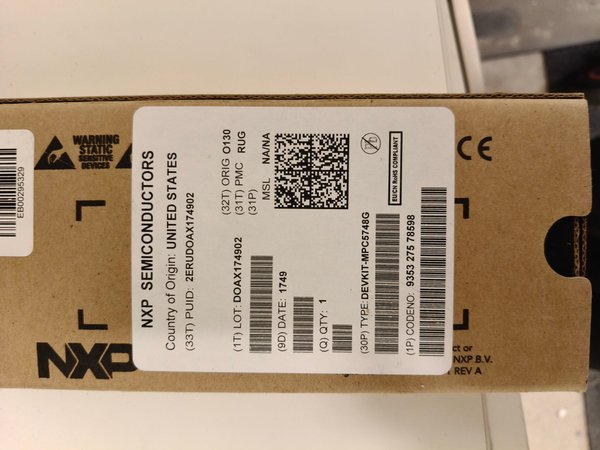 WARNING
STATIC
SENSITIVE
DEVICES
EB00295329
NXP SEMICONDUCTORS
Country of Origin: UNITED STATES
(33T) PUID: 2ERUDOAX174902
(32T) ORIG O130
(31T) PMC RUG
(31P)
MSL NA/NA
(1T) LOT: DOAX174902
(9D) DATE: 1749
(Q) QTY: 1
(30P) TYPE:DEVKIT-MPC5748G
(1P) CODENO: 9353 275 78598
EU/CN RoHS COMPLIANT
CE
NXP
ct or
NXP B.V.
REV A